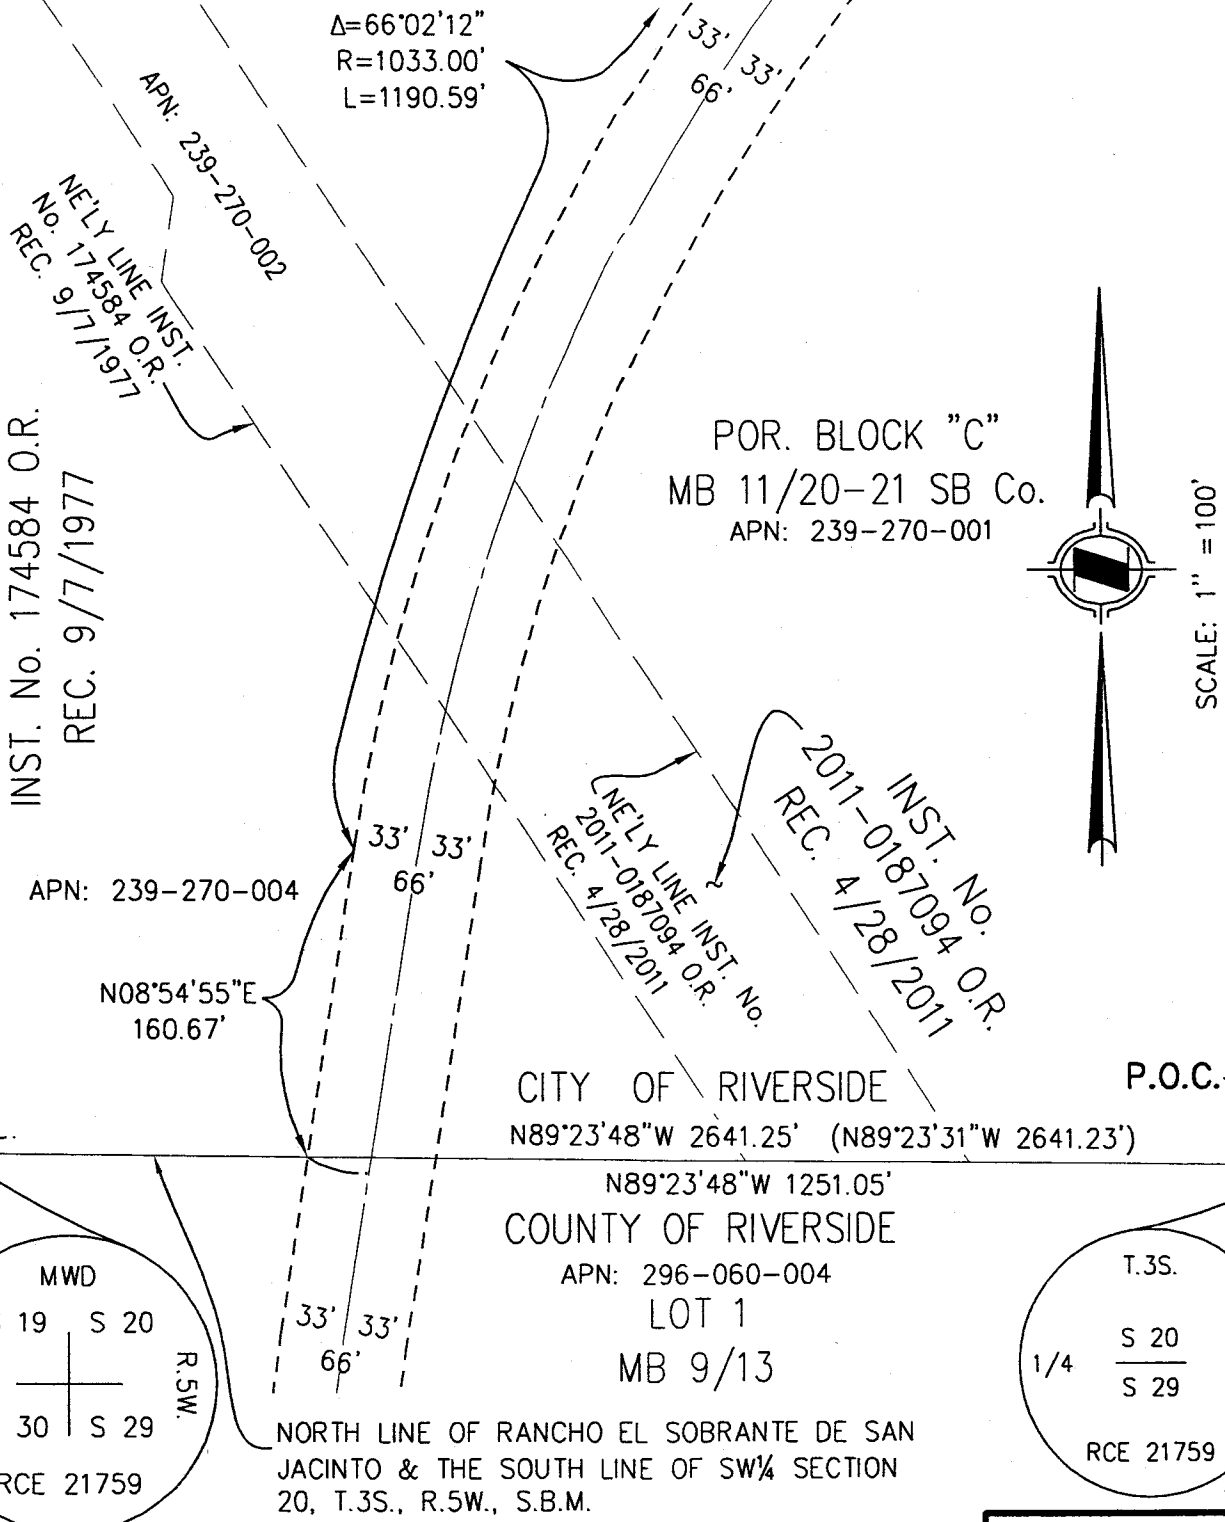 Δ=66°02'12"
R=1033.00'
L=1190.59'
33'
33'
66'
APN: 239-270-002
NE'LY LINE INST.
No. 174584 O.R.
REC. 9/7/1977
INST. No. 174584 O.R.
REC. 9/7/1977
POR. BLOCK "C"
MB 11/20-21 SB Co.
APN: 239-270-001
SCALE: 1" = 100'
INST. No.
2011-0187094 O.R.
REC. 4/28/2011
NE'LY LINE INST. No.
2011-0187094 O.R.
REC. 4/28/2011
33'
33'
66'
APN: 239-270-004
N08°54'55"E
160.67'
CITY OF RIVERSIDE
P.O.C.
N89°23'48"W 2641.25' (N89°23'31"W 2641.23')
N89°23'48"W 1251.05'
COUNTY OF RIVERSIDE
APN: 296-060-004
LOT 1
MB 9/13
33'
33'
66'
MWD
19 S 20
30 S 29
R.5W.
RCE 21759
T.3S.
1/4
S 20
S 29
RCE 21759
NORTH LINE OF RANCHO EL SOBRANTE DE SAN
JACINTO & THE SOUTH LINE OF SW¼ SECTION
20, T.3S., R.5W., S.B.M.